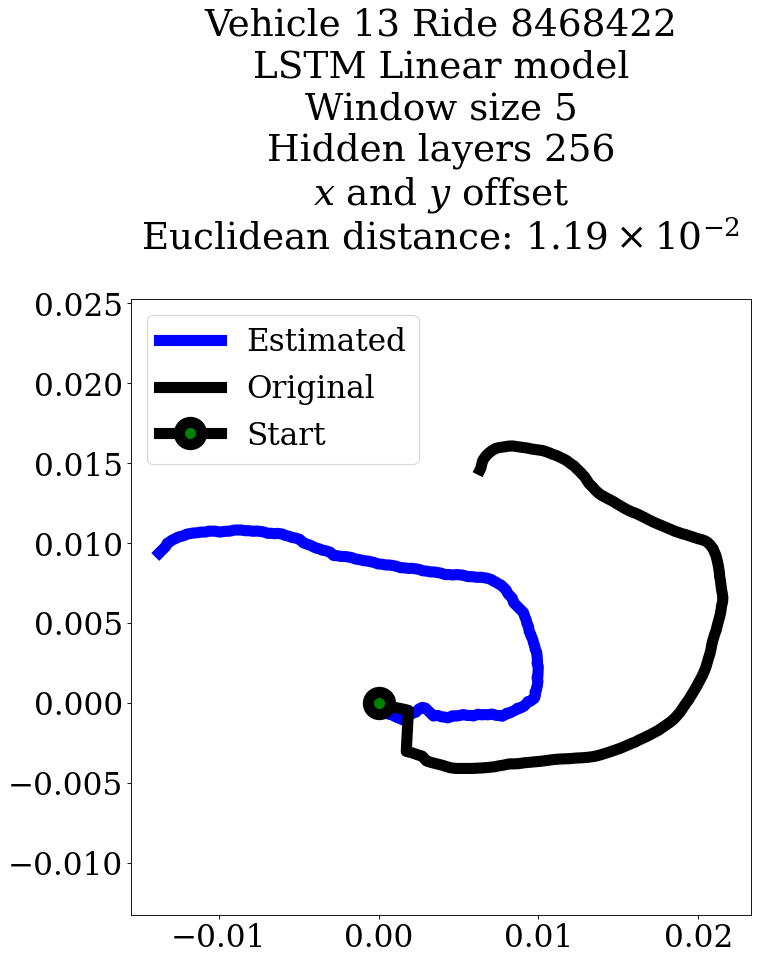 Vehicle 13 Ride 8468422
LSTM Linear model
Window size 5
Hidden layers 256
x and y offset
Euclidean distance: 1.19 × 10⁻²
0.025
0.020
0.015
0.010
0.005
0.000
−0.005
−0.010
Estimated
Original
Start
−0.01
0.00
0.01
0.02